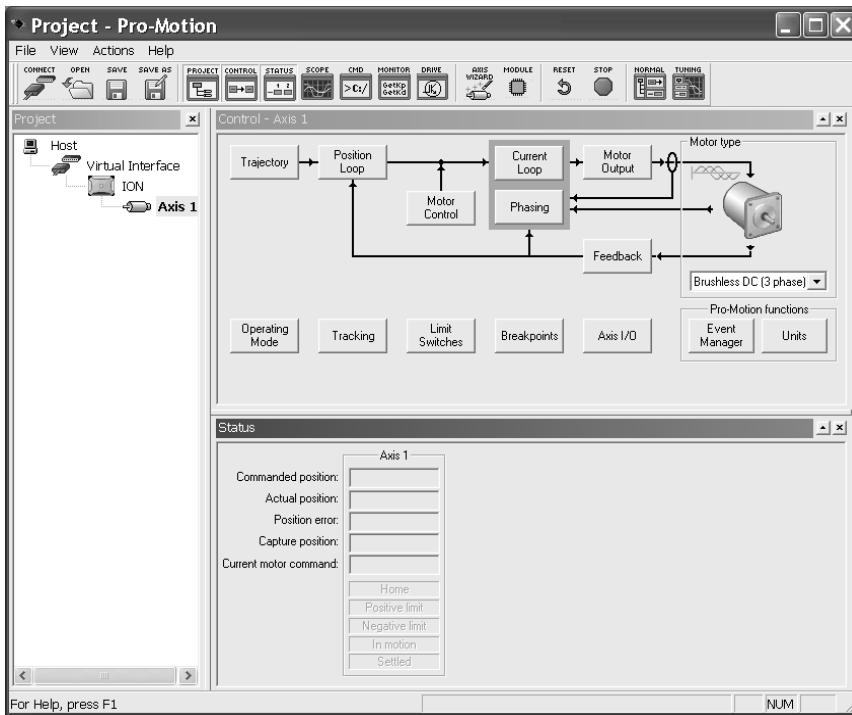 Project - Pro-Motion
File View Actions Help
CONNECT OPEN SAVE SAVE AS PROJECT CONTROL STATUS SCOPE CMD MONITOR DRIVE AXIS WIZARD MODULE RESET STOP NORMAL TUNING
>C:/
GetKp
GetKd
Project
Host
Virtual Interface
ION
Axis 1
Control - Axis 1
Trajectory
Position
Loop
Current
Loop
Motor
Output
Motor type
Motor
Control
Phasing
Feedback
Brushless DC (3 phase)
Operating
Mode
Tracking
Limit
Switches
Breakpoints
Axis I/O
Pro-Motion functions
Event
Manager
Units
Status
Axis 1
Commanded position:
Actual position:
Position error:
Capture position:
Current motor command:
Home
Positive limit
Negative limit
In motion
Settled
For Help, press F1
NUM